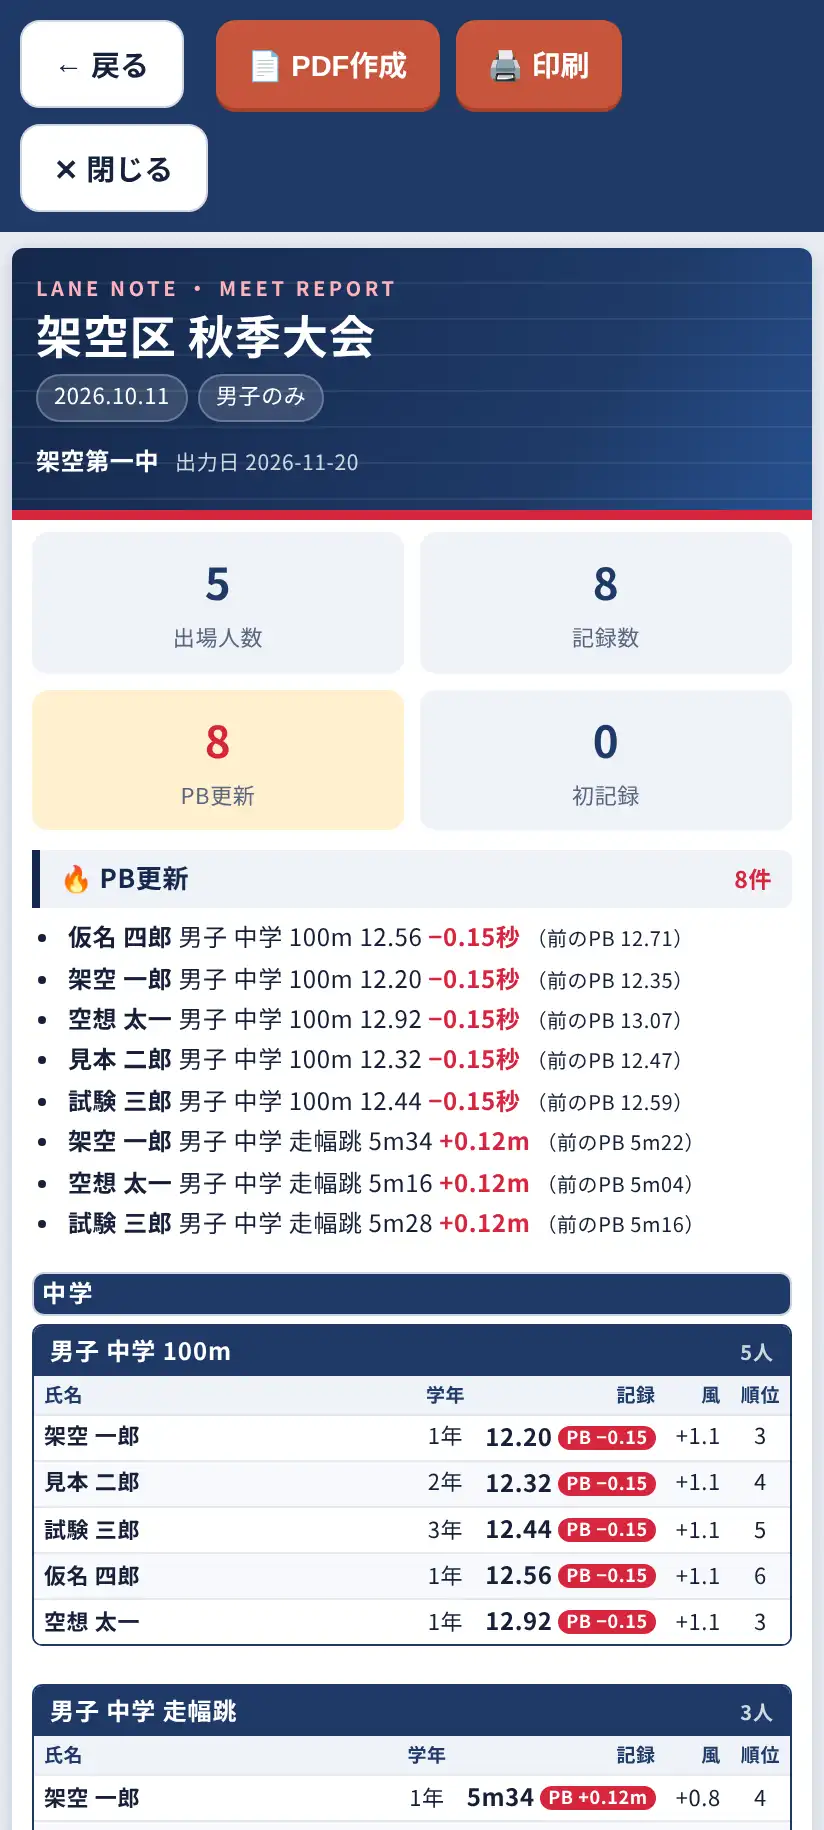 ← 戻る
📄 PDF作成
🖨️ 印刷
✕ 閉じる
LANE NOTE ・ MEET REPORT
架空区 秋季大会
2026.10.11 男子のみ
架空第一中 出力日 2026-11-20
5
出場人数
8
記録数
8
PB更新
0
初記録
🔥 PB更新 8件
• 仮名 四郎 男子 中学 100m 12.56 −0.15秒 （前のPB 12.71）
• 架空 一郎 男子 中学 100m 12.20 −0.15秒 （前のPB 12.35）
• 空想 太一 男子 中学 100m 12.92 −0.15秒 （前のPB 13.07）
• 見本 二郎 男子 中学 100m 12.32 −0.15秒 （前のPB 12.47）
• 試験 三郎 男子 中学 100m 12.44 −0.15秒 （前のPB 12.59）
• 架空 一郎 男子 中学 走幅跳 5m34 +0.12m （前のPB 5m22）
• 空想 太一 男子 中学 走幅跳 5m16 +0.12m （前のPB 5m04）
• 試験 三郎 男子 中学 走幅跳 5m28 +0.12m （前のPB 5m16）
中学
男子 中学 100m 5人
氏名 学年 記録 風 順位
架空 一郎 1年 12.20 PB −0.15 +1.1 3
見本 二郎 2年 12.32 PB −0.15 +1.1 4
試験 三郎 3年 12.44 PB −0.15 +1.1 5
仮名 四郎 1年 12.56 PB −0.15 +1.1 6
空想 太一 1年 12.92 PB −0.15 +1.1 3
男子 中学 走幅跳 3人
氏名 学年 記録 風 順位
架空 一郎 1年 5m34 PB +0.12m +0.8 4